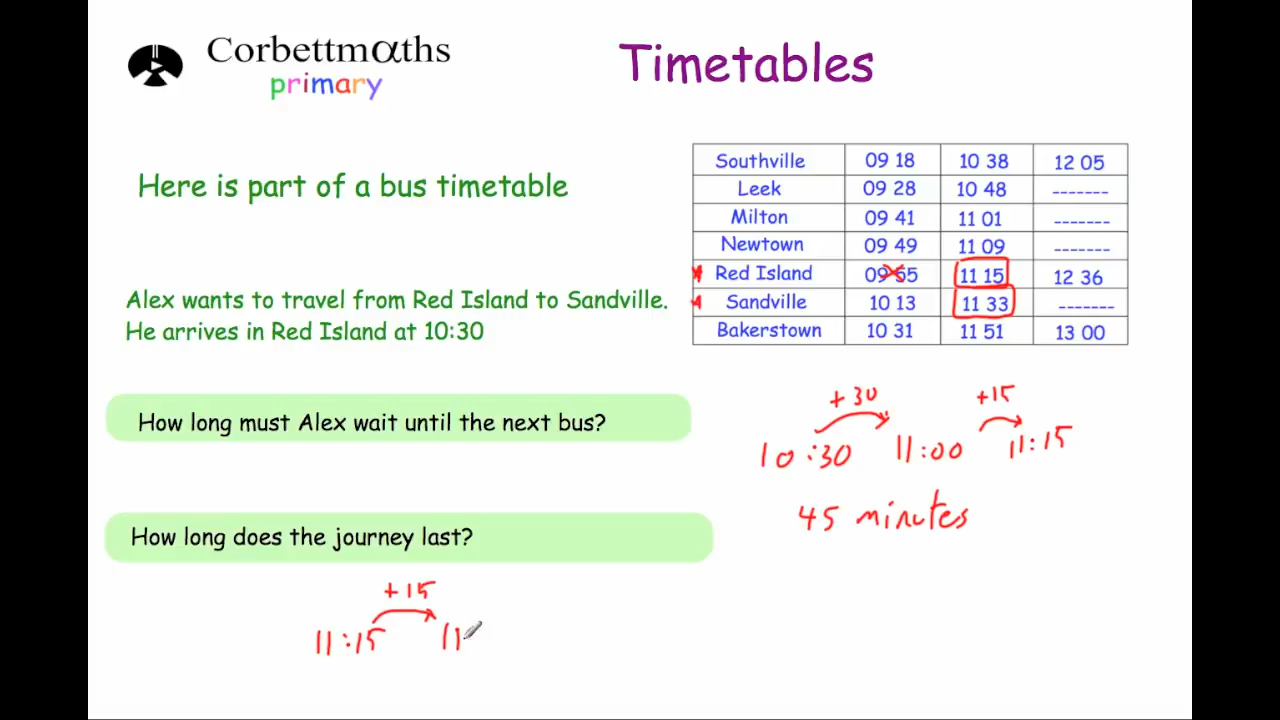 Corbettmαths
primary
Timetables
Here is part of a bus timetable
Southville 09 18 10 38 12 05
Leek 09 28 10 48 -------
Milton 09 41 11 01 -------
Newtown 09 49 11 09 -------
Red Island 09 55 11 15 12 36
Sandville 10 13 11 33 -------
Bakerstown 10 31 11 51 13 00
Alex wants to travel from Red Island to Sandville.
He arrives in Red Island at 10:30
How long must Alex wait until the next bus?
+30 +15
10:30 11:00 11:15
45 minutes
How long does the journey last?
+15
11:15 11